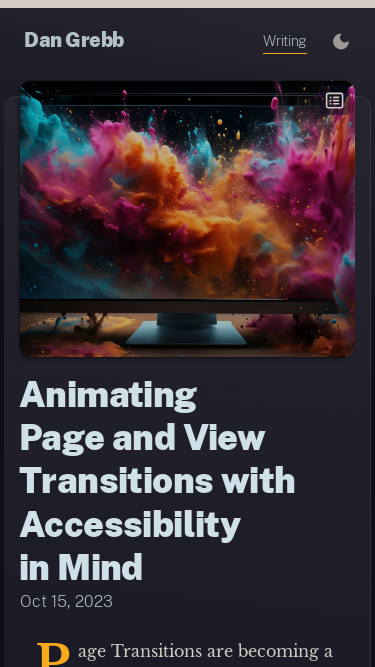 Dan Grebb
Writing
Animating
Page and View
Transitions with
Accessibility
in Mind
Oct 15, 2023
Page Transitions are becoming a